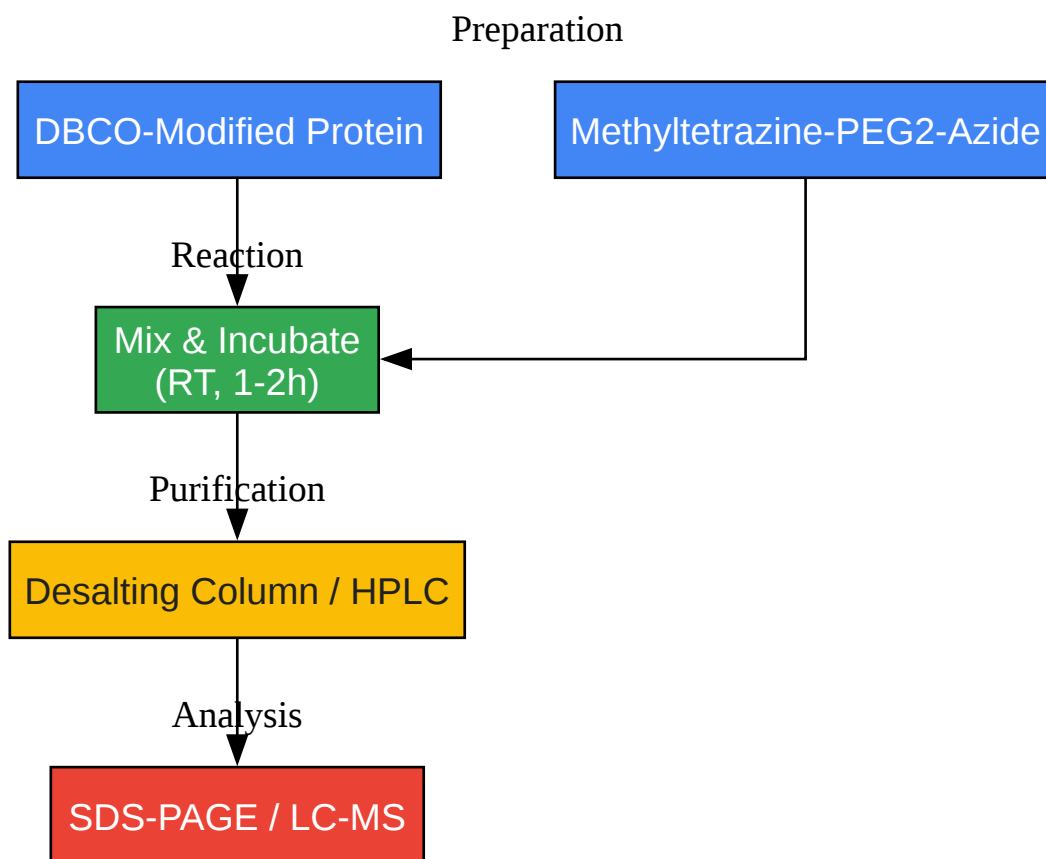 Preparation
DBCO-Modified Protein
Methyltetrazine-PEG2-Azide
Reaction
Mix & Incubate
(RT, 1-2h)
Purification
Desalting Column / HPLC
Analysis
SDS-PAGE / LC-MS